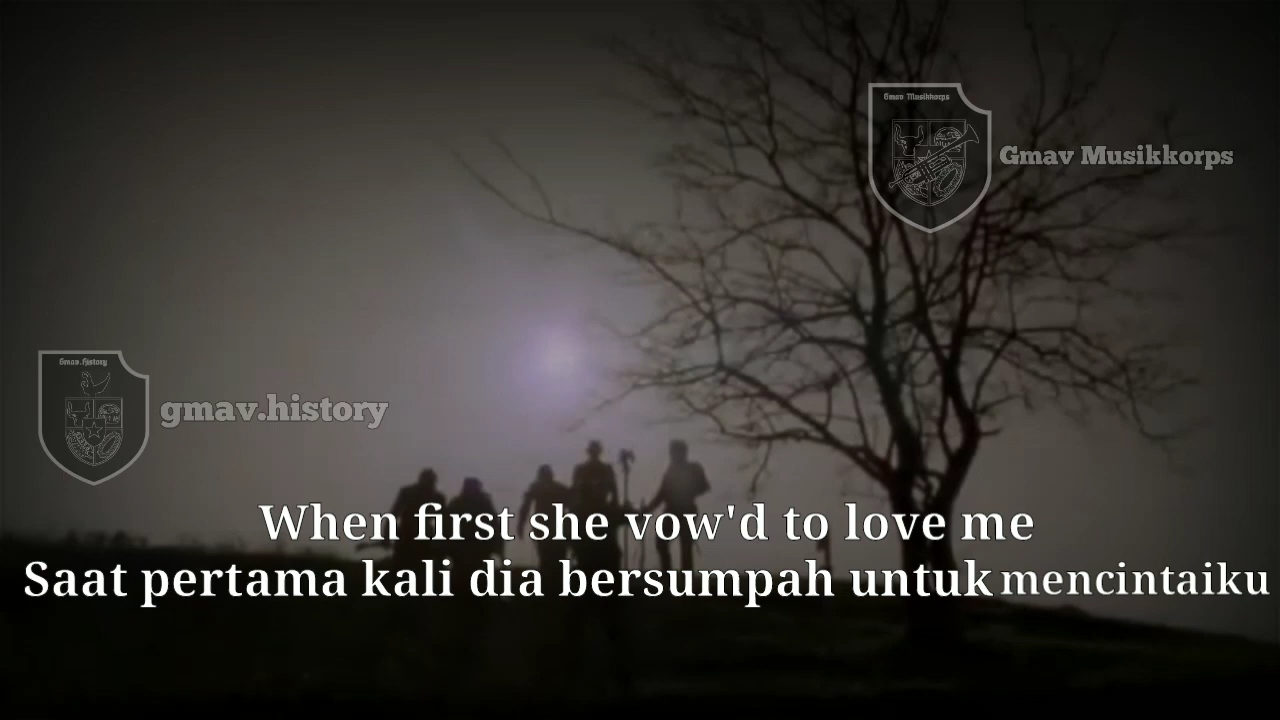 Gmav Musikkorps
Gmav Musikkorps
Gmav.History
gmav.history
When first she vow'd to love me
Saat pertama kali dia bersumpah untuk mencintaiku